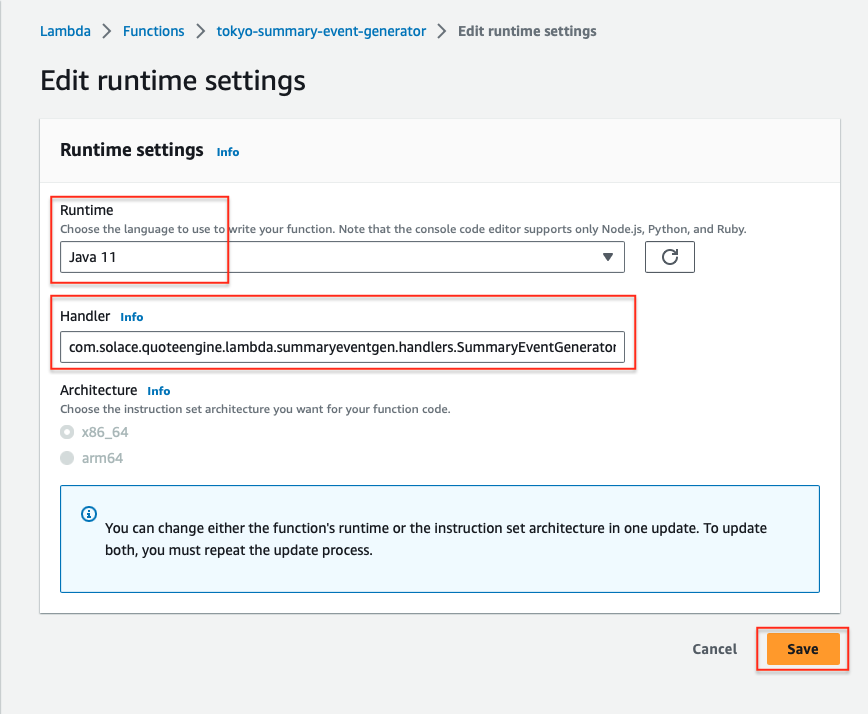 Lambda > Functions > tokyo-summary-event-generator > Edit runtime settings
Edit runtime settings
Runtime settings Info
Runtime
Choose the language to use to write your function. Note that the console code editor supports only Node.js, Python, and Ruby.
Java 11
Handler Info
com.solace.quoteengine.lambda.summaryeventgen.handlers.SummaryEventGenerator
Architecture Info
Choose the instruction set architecture you want for your function code.
x86_64
arm64
You can change either the function's runtime or the instruction set architecture in one update. To update
both, you must repeat the update process.
Cancel Save